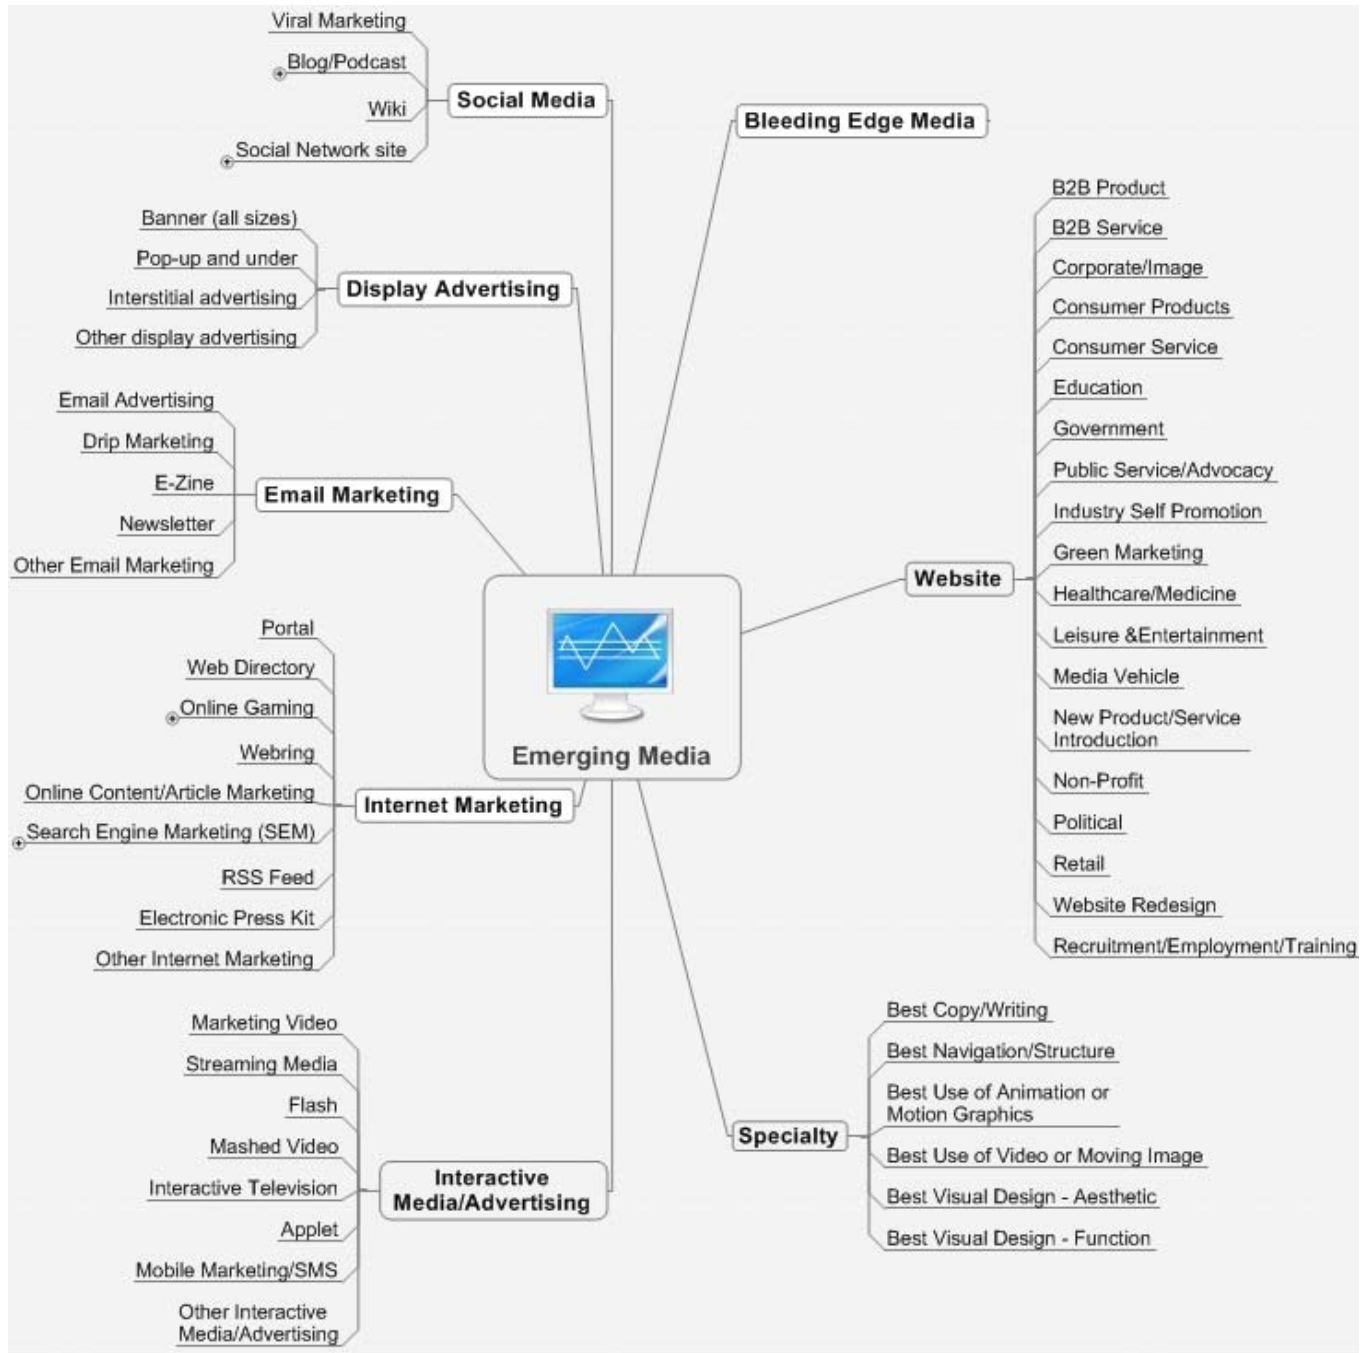 Viral Marketing
Blog/Podcast
Wiki
Social Network site
Social Media
Banner (all sizes)
Pop-up and under
Interstitial advertising
Other display advertising
Display Advertising
Email Advertising
Drip Marketing
E-Zine
Newsletter
Other Email Marketing
Email Marketing
Portal
Web Directory
Online Gaming
Webring
Online Content/Article Marketing
Search Engine Marketing (SEM)
RSS Feed
Electronic Press Kit
Other Internet Marketing
Internet Marketing
Marketing Video
Streaming Media
Flash
Mashed Video
Interactive Television
Applet
Mobile Marketing/SMS
Other Interactive
Media/Advertising
Interactive
Media/Advertising
Emerging Media
Bleeding Edge Media
Website
B2B Product
B2B Service
Corporate/Image
Consumer Products
Consumer Service
Education
Government
Public Service/Advocacy
Industry Self Promotion
Green Marketing
Healthcare/Medicine
Leisure &Entertainment
Media Vehicle
New Product/Service
Introduction
Non-Profit
Political
Retail
Website Redesign
Recruitment/Employment/Training
Specialty
Best Copy/Writing
Best Navigation/Structure
Best Use of Animation or
Motion Graphics
Best Use of Video or Moving Image
Best Visual Design - Aesthetic
Best Visual Design - Function